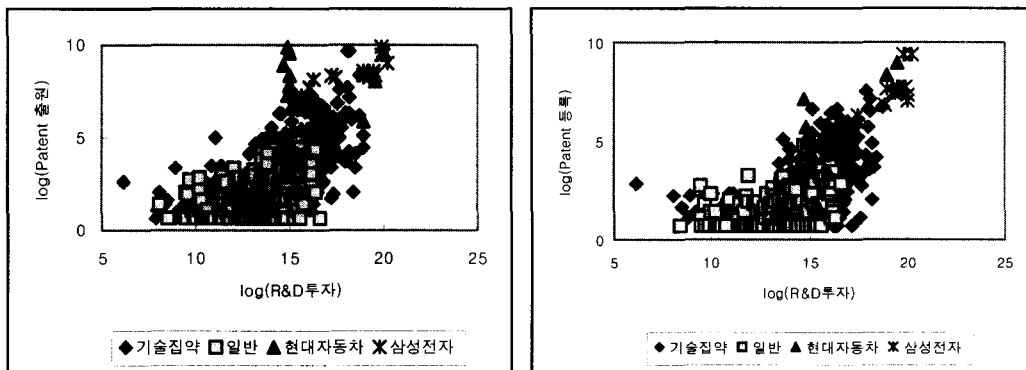 log(Patent 출원)
10
5
0
5 10 15 20 25
log(R&D투자)
기술집약 일반 현대자동차 삼성전자
log(Patent 등록)
10
5
0
5 10 15 20 25
log(R&D투자)
기술집약 일반 현대자동차 삼성전자